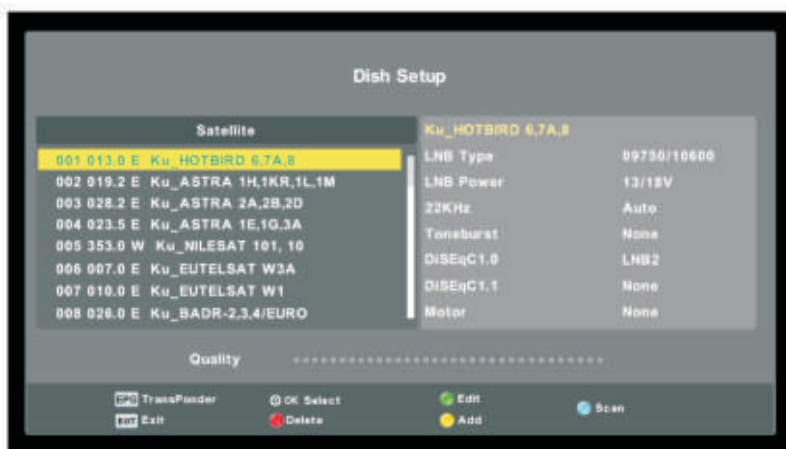 Dish Setup
Satellite
001 013.0 E Ku_HOTBIRD 6,7A,8
002 019.2 E Ku_ASTRA 1H,1KR,1L,1M
003 028.2 E Ku_ASTRA 2A,2B,2D
004 023.5 E Ku_ASTRA 1E,1G,3A
005 353.0 W Ku_NILESAT 101, 10
006 007.0 E Ku_EUTELSAT W3A
007 010.0 E Ku_EUTELSAT W1
008 026.0 E Ku_BADR-2,3,4/EURO
Ku_HOTBIRD 6,7A,8
LNB Type 09750/10600
LNB Power 13/18V
22KHz Auto
Toneburst None
DiSEqC1.0 LNB2
DiSEqC1.1 None
Motor None
Quality
EPG TransPonder OK Select Edit Scan
EXIT Exit Delete Add